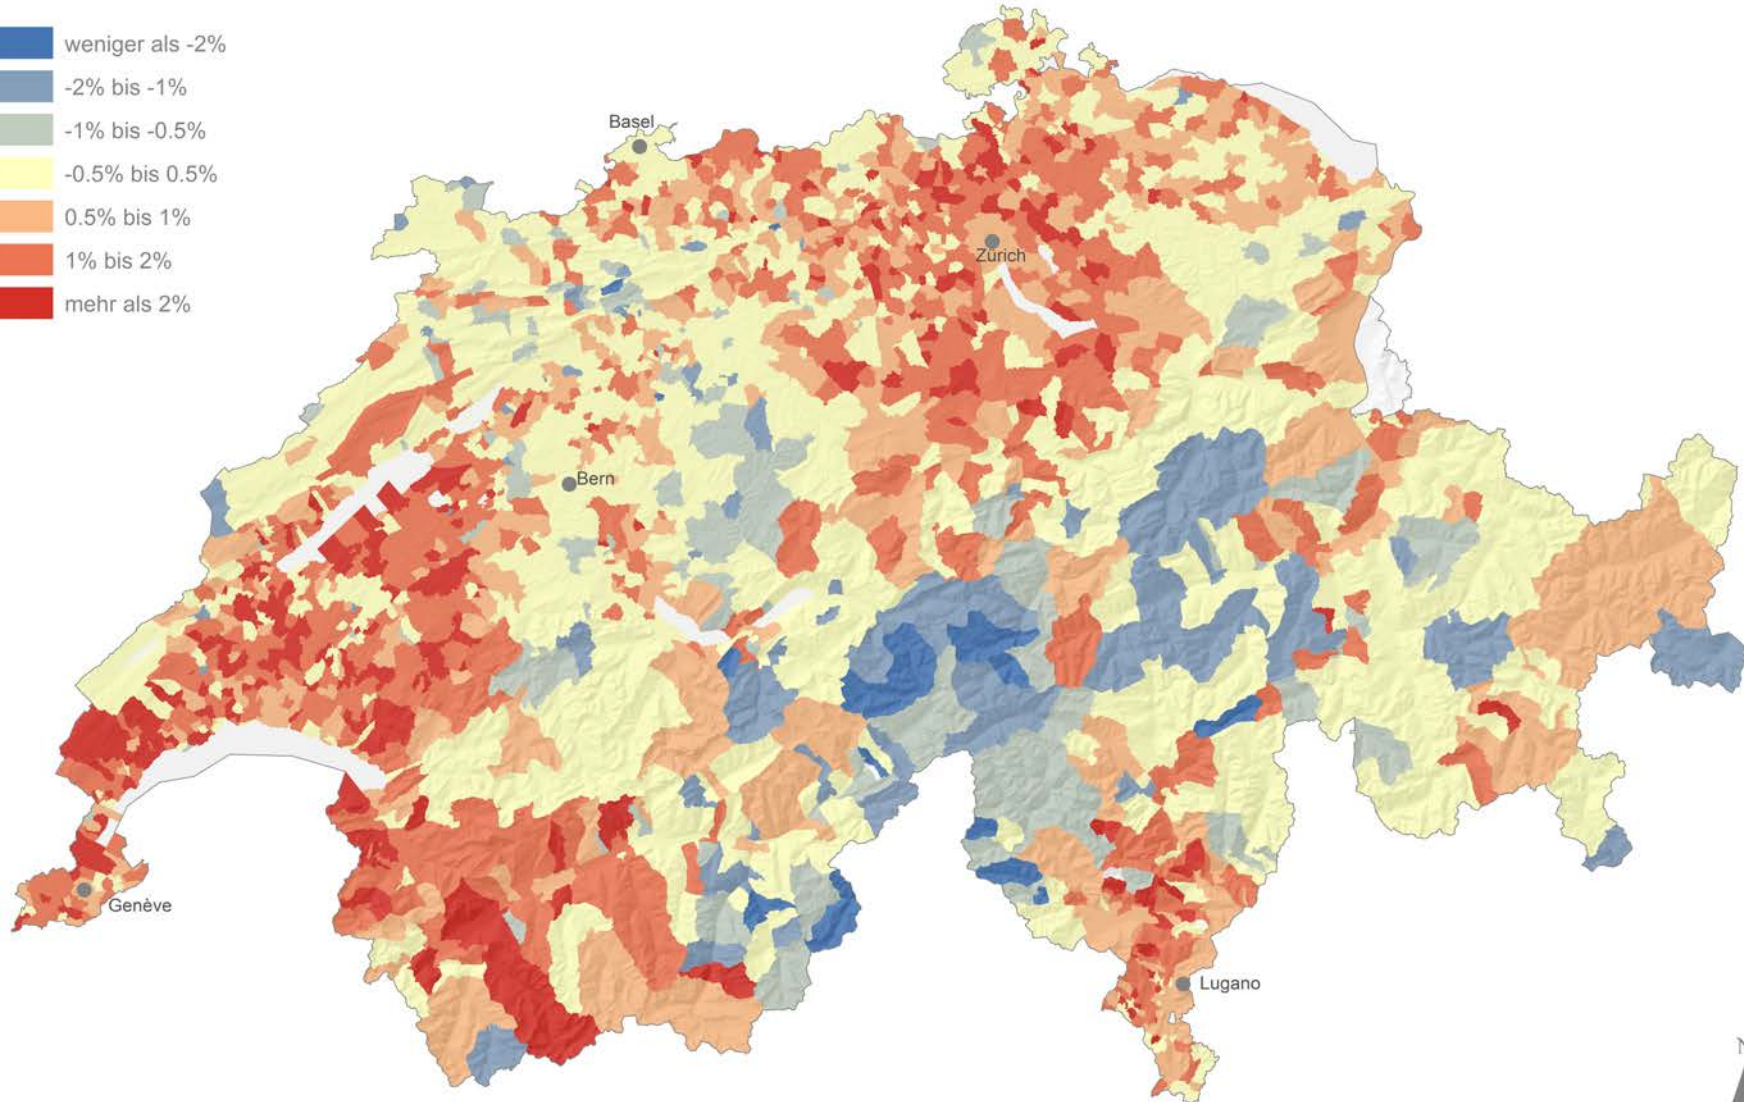 weniger als -2%
-2% bis -1%
-1% bis -0.5%
-0.5% bis 0.5%
0.5% bis 1%
1% bis 2%
mehr als 2%
Basel
Zürich
Bern
Genève
Lugano
N